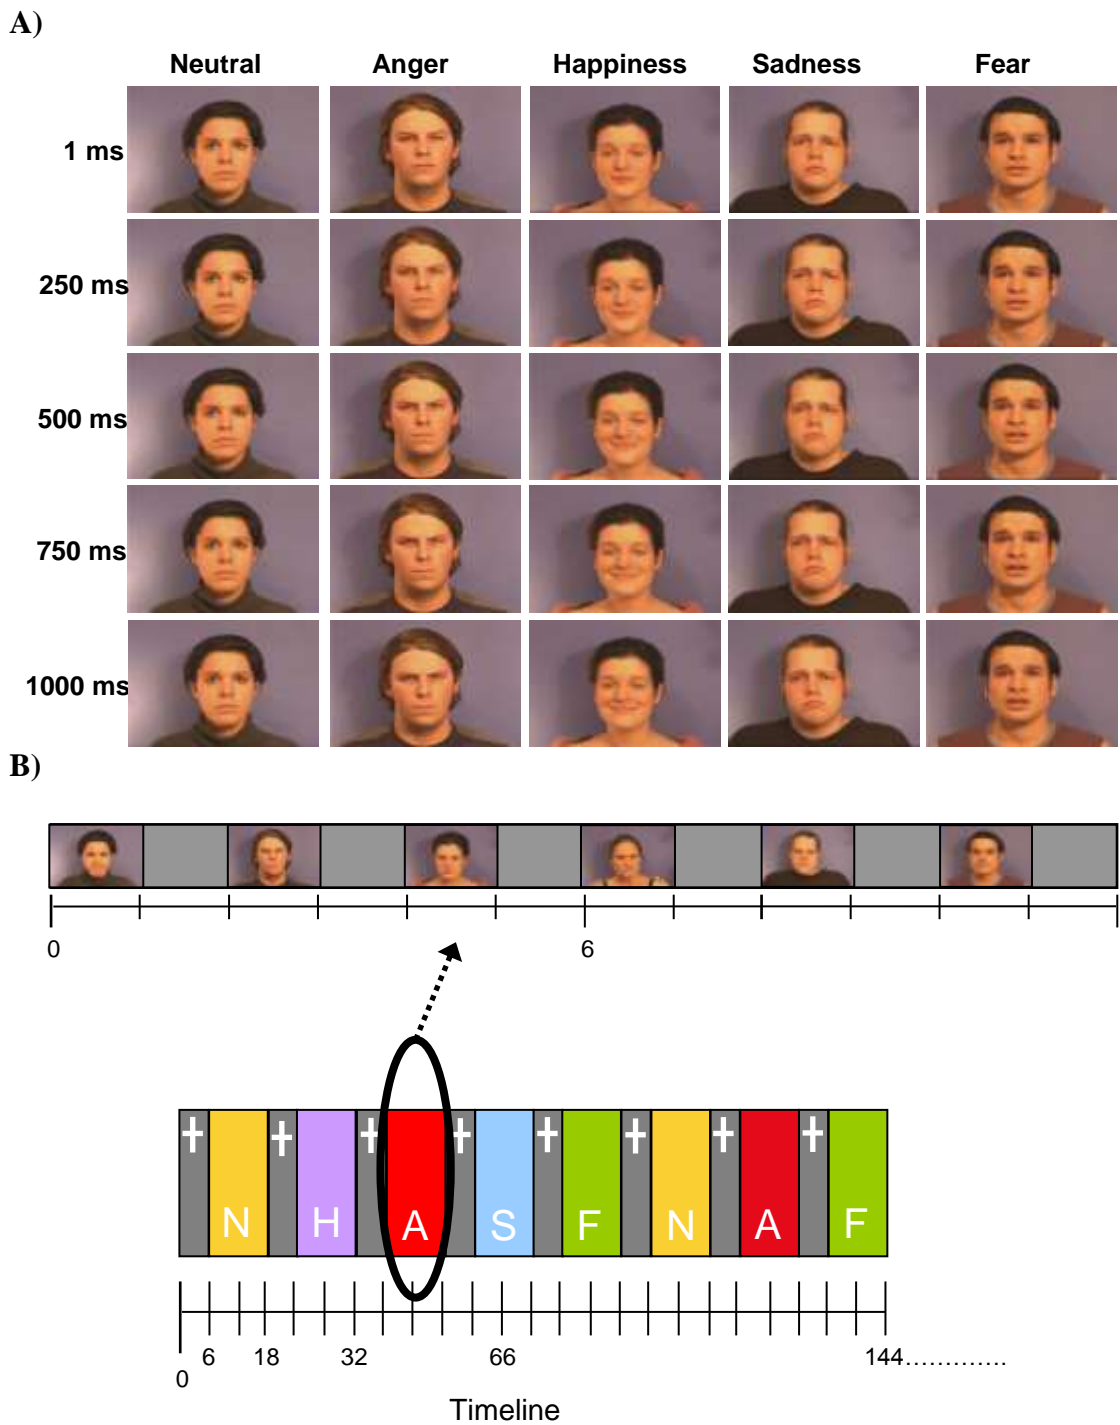 A)
Neutral Anger Happiness Sadness Fear
1 ms
250 ms
500 ms
750 ms
1000 ms
B)
0 6
N H A S F N A F
6 18 32 66 144.............
0
Timeline